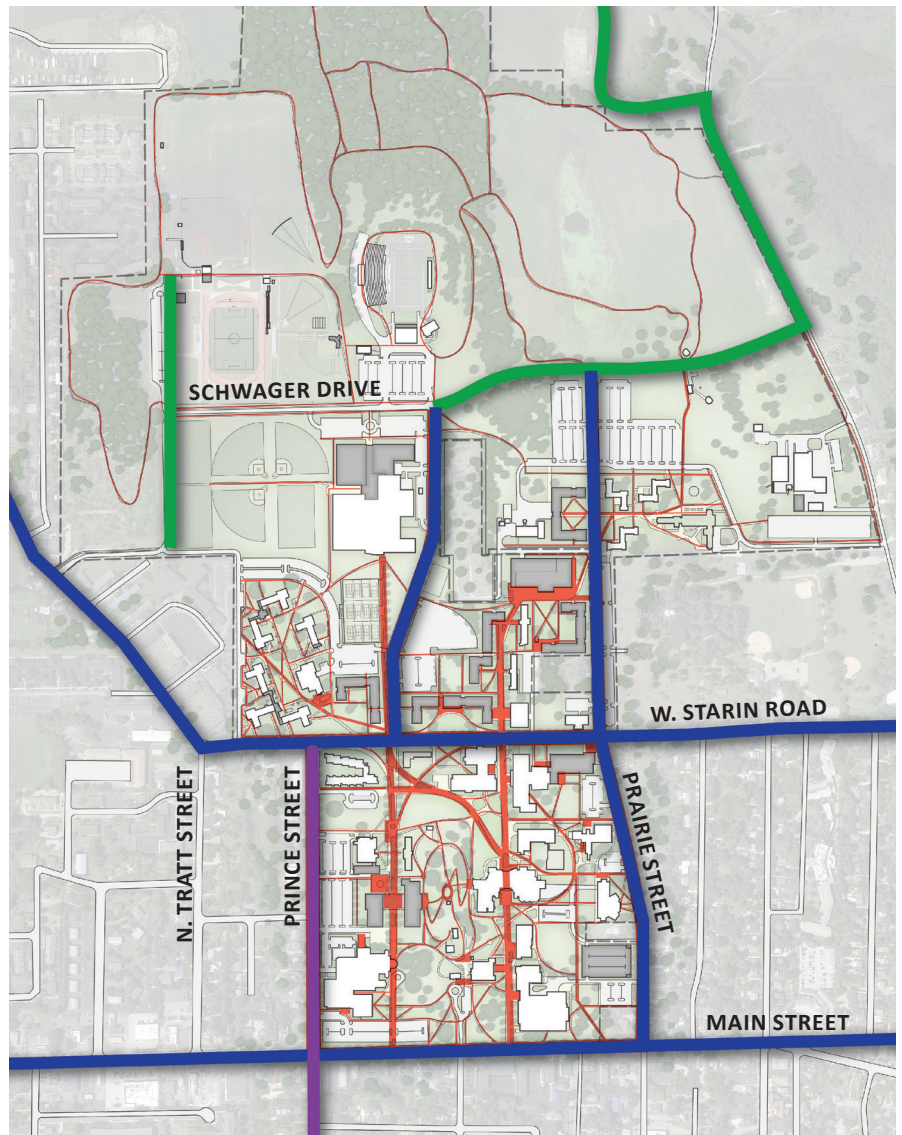 SCHWAGER DRIVE
W. STARIN ROAD
N. TRATT STREET
PRINCE STREET
PRAIRIE STREET
MAIN STREET